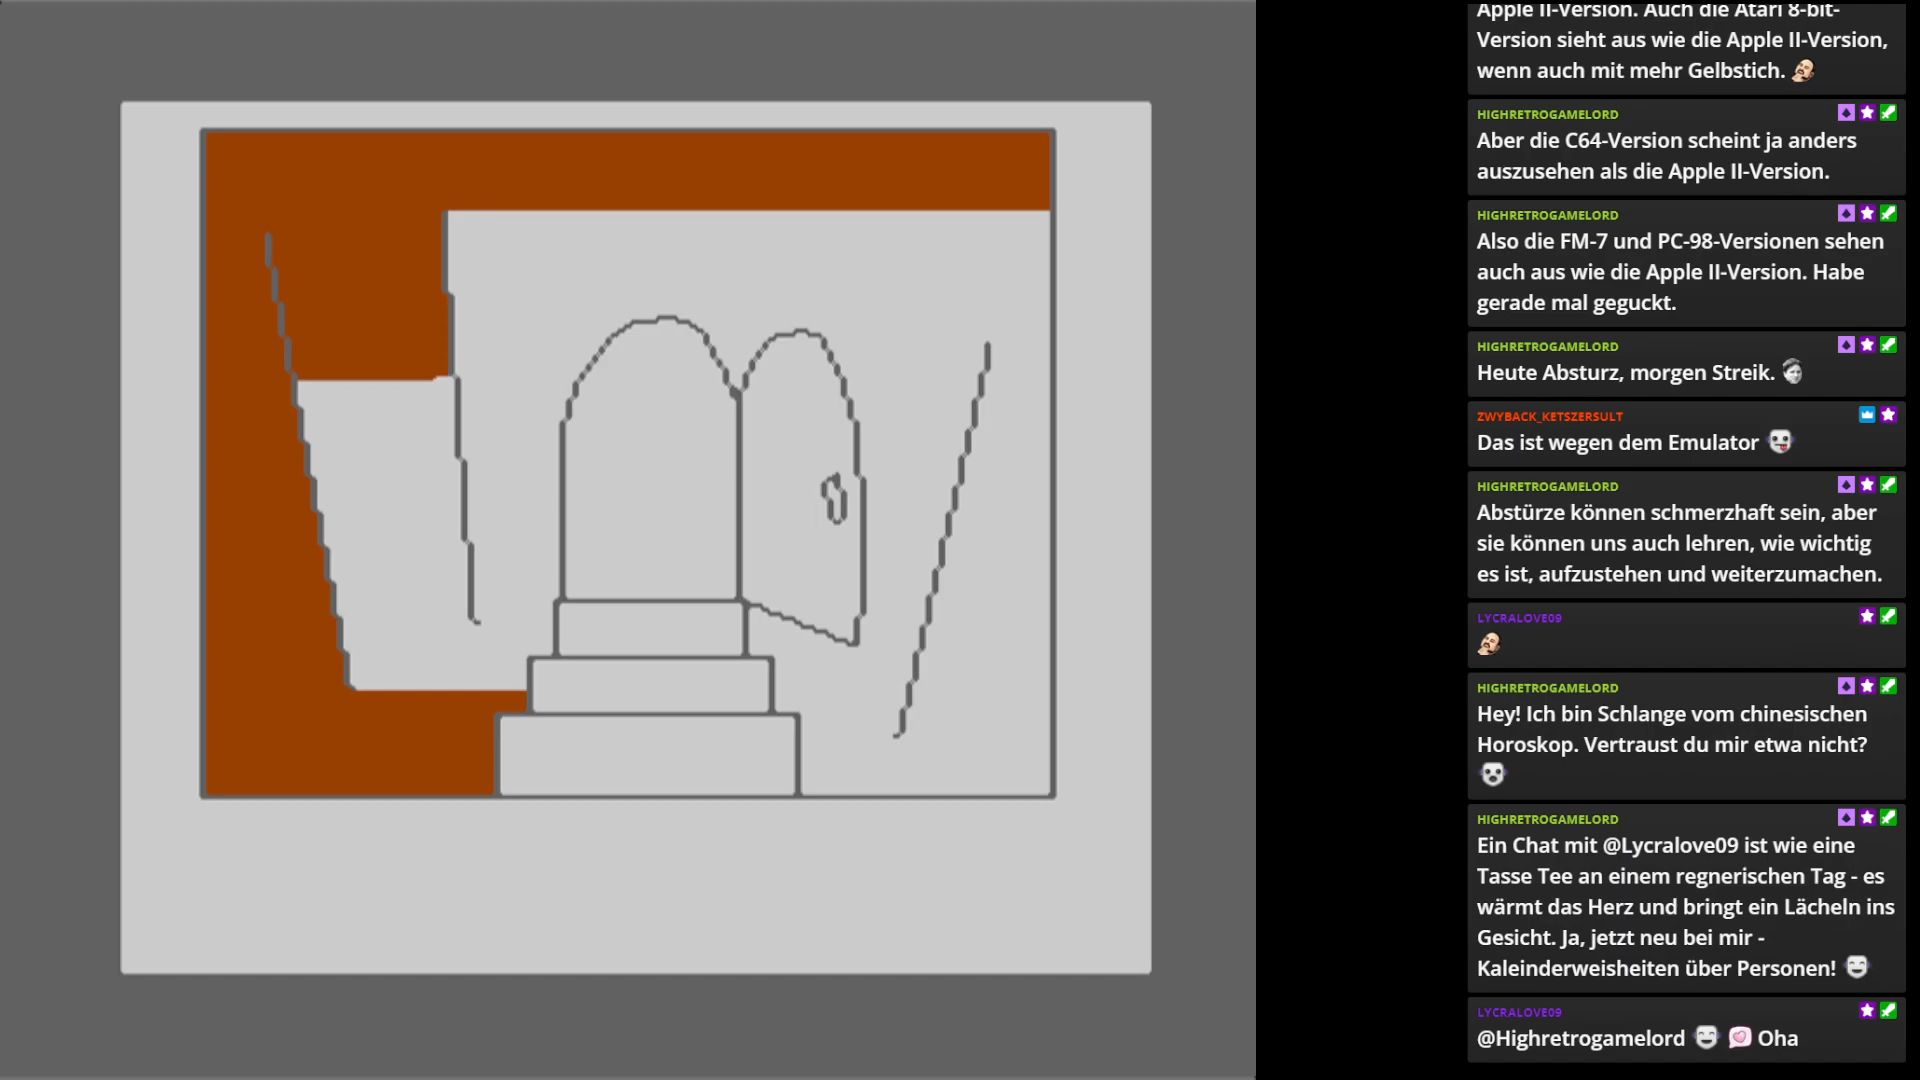 Apple II-Version. Auch die Atari 8-bit-
Version sieht aus wie die Apple II-Version,
wenn auch mit mehr Gelbstich.
HIGHRETROGAMELORD
Aber die C64-Version scheint ja anders
auszusehen als die Apple II-Version.
HIGHRETROGAMELORD
Also die FM-7 und PC-98-Versionen sehen
auch aus wie die Apple II-Version. Habe
gerade mal geguckt.
HIGHRETROGAMELORD
Heute Absturz, morgen Streik.
ZWYBACK_KETSZERSULT
Das ist wegen dem Emulator
HIGHRETROGAMELORD
Abstürze können schmerzhaft sein, aber
sie können uns auch lehren, wie wichtig
es ist, aufzustehen und weiterzumachen.
LYCRALOVE09
HIGHRETROGAMELORD
Hey! Ich bin Schlange vom chinesischen
Horoskop. Vertraust du mir etwa nicht?
HIGHRETROGAMELORD
Ein Chat mit @Lycralove09 ist wie eine
Tasse Tee an einem regnerischen Tag - es
wärmt das Herz und bringt ein Lächeln ins
Gesicht. Ja, jetzt neu bei mir -
Kaleinderweisheiten über Personen!
LYCRALOVE09
@Highretrogamelord Oha